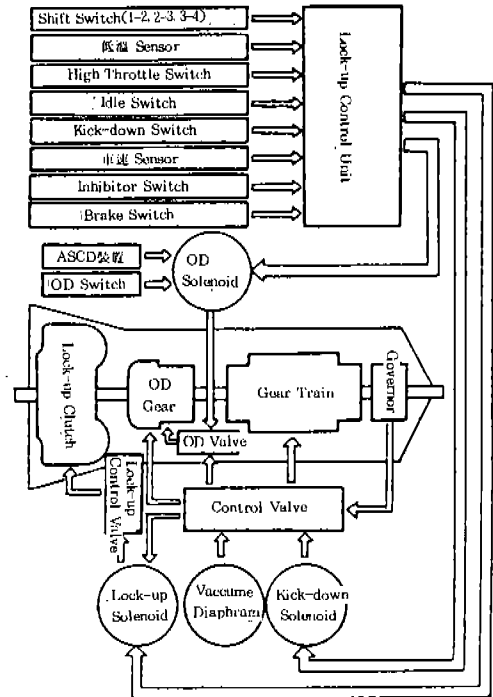 Shift Switch(1-2, 2-3, 3-4)
低温 Sensor
High Throttle Switch
Idle Switch
Kick-down Switch
車速 Sensor
Inhibitor Switch
Brake Switch
Lock-up Control Unit
ASCD装置
OD Switch
OD
Solenoid
Lock-up Clutch
OD
Gear
Gear Train
Governor
OD Valve
Lock-up
Control Valve
Control Valve
Lock-up
Solenoid
Vaccume
Diaphram
Kick-down
Solenoid